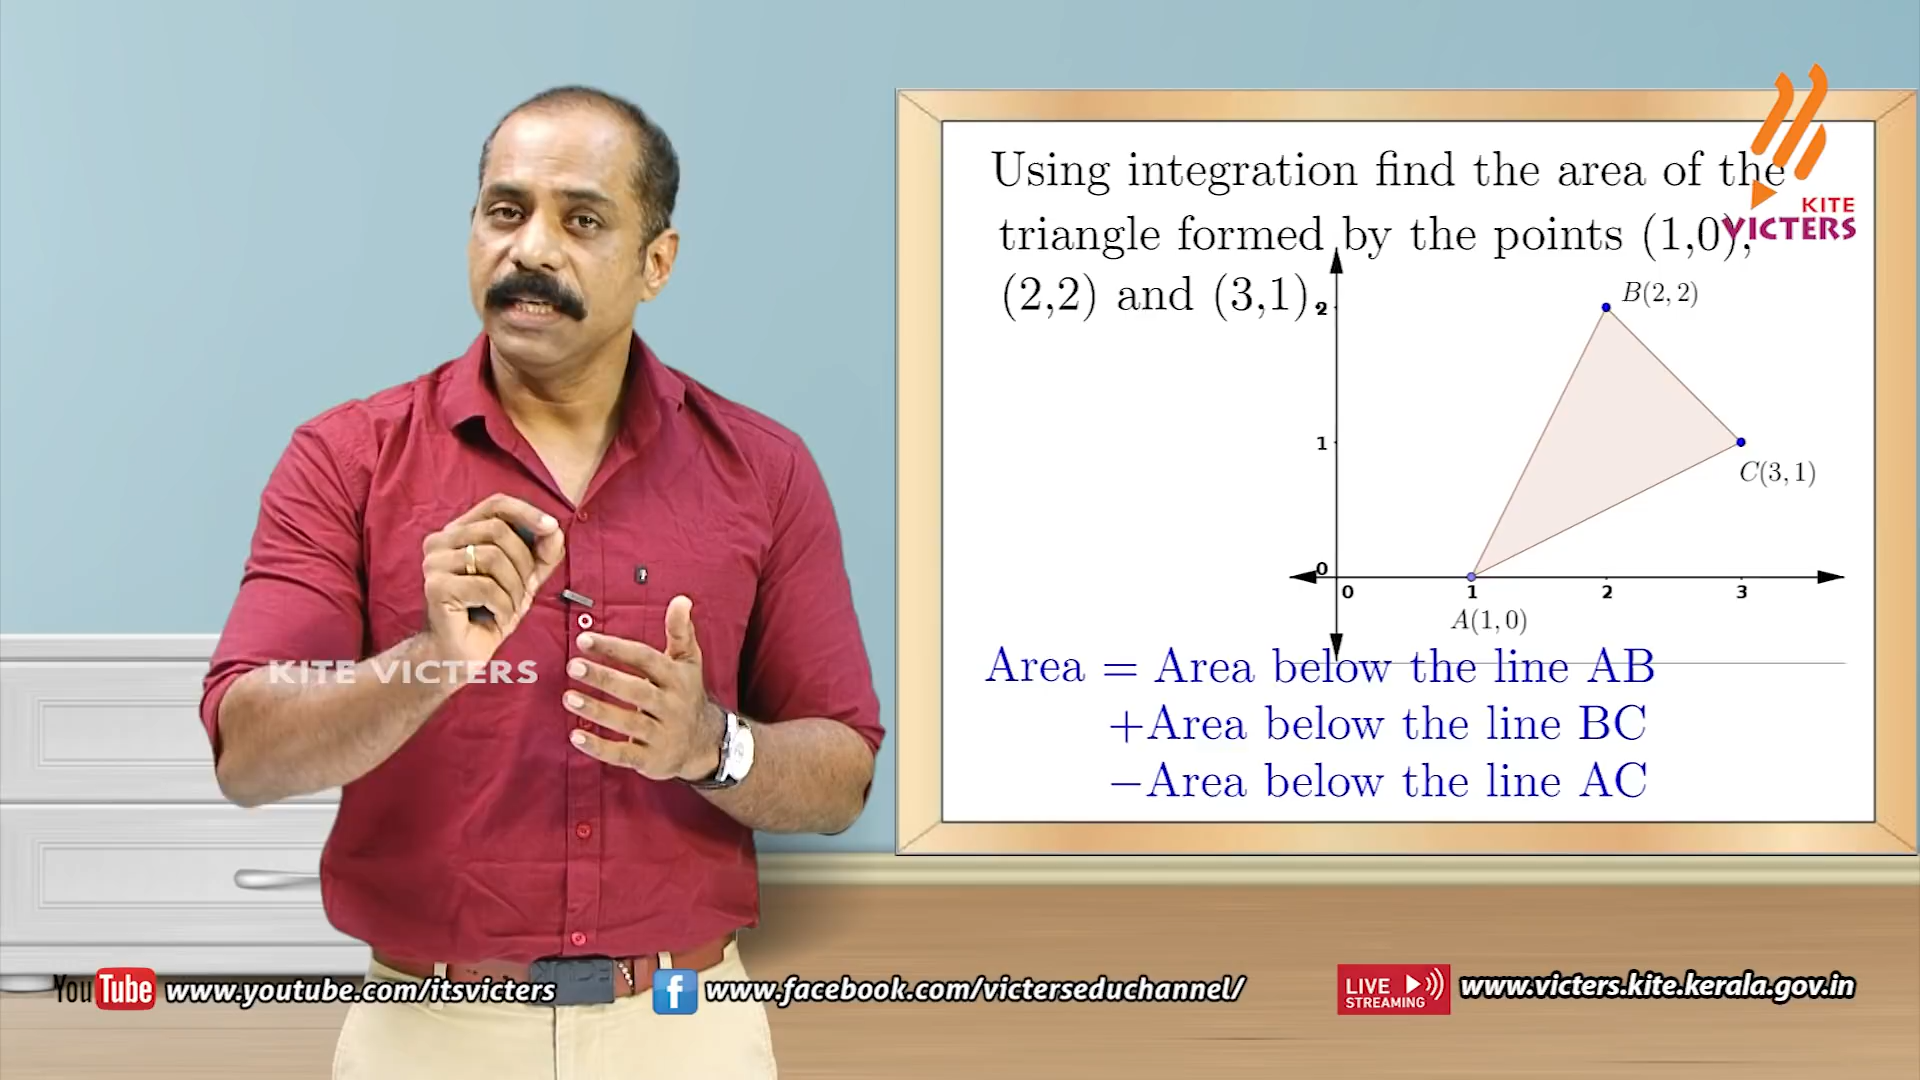 Using integration find the area of the
triangle formed by the points (1,0),
(2,2) and (3,1).
KITE
VICTERS
2
B(2, 2)
1
C(3, 1)
0
0 1 2 3
A(1, 0)
Area = Area below the line AB
+Area below the line BC
−Area below the line AC
KITE VICTERS
YouTube www.youtube.com/itsvicters
f www.facebook.com/victerseduchannel/
LIVE STREAMING www.victers.kite.kerala.gov.in